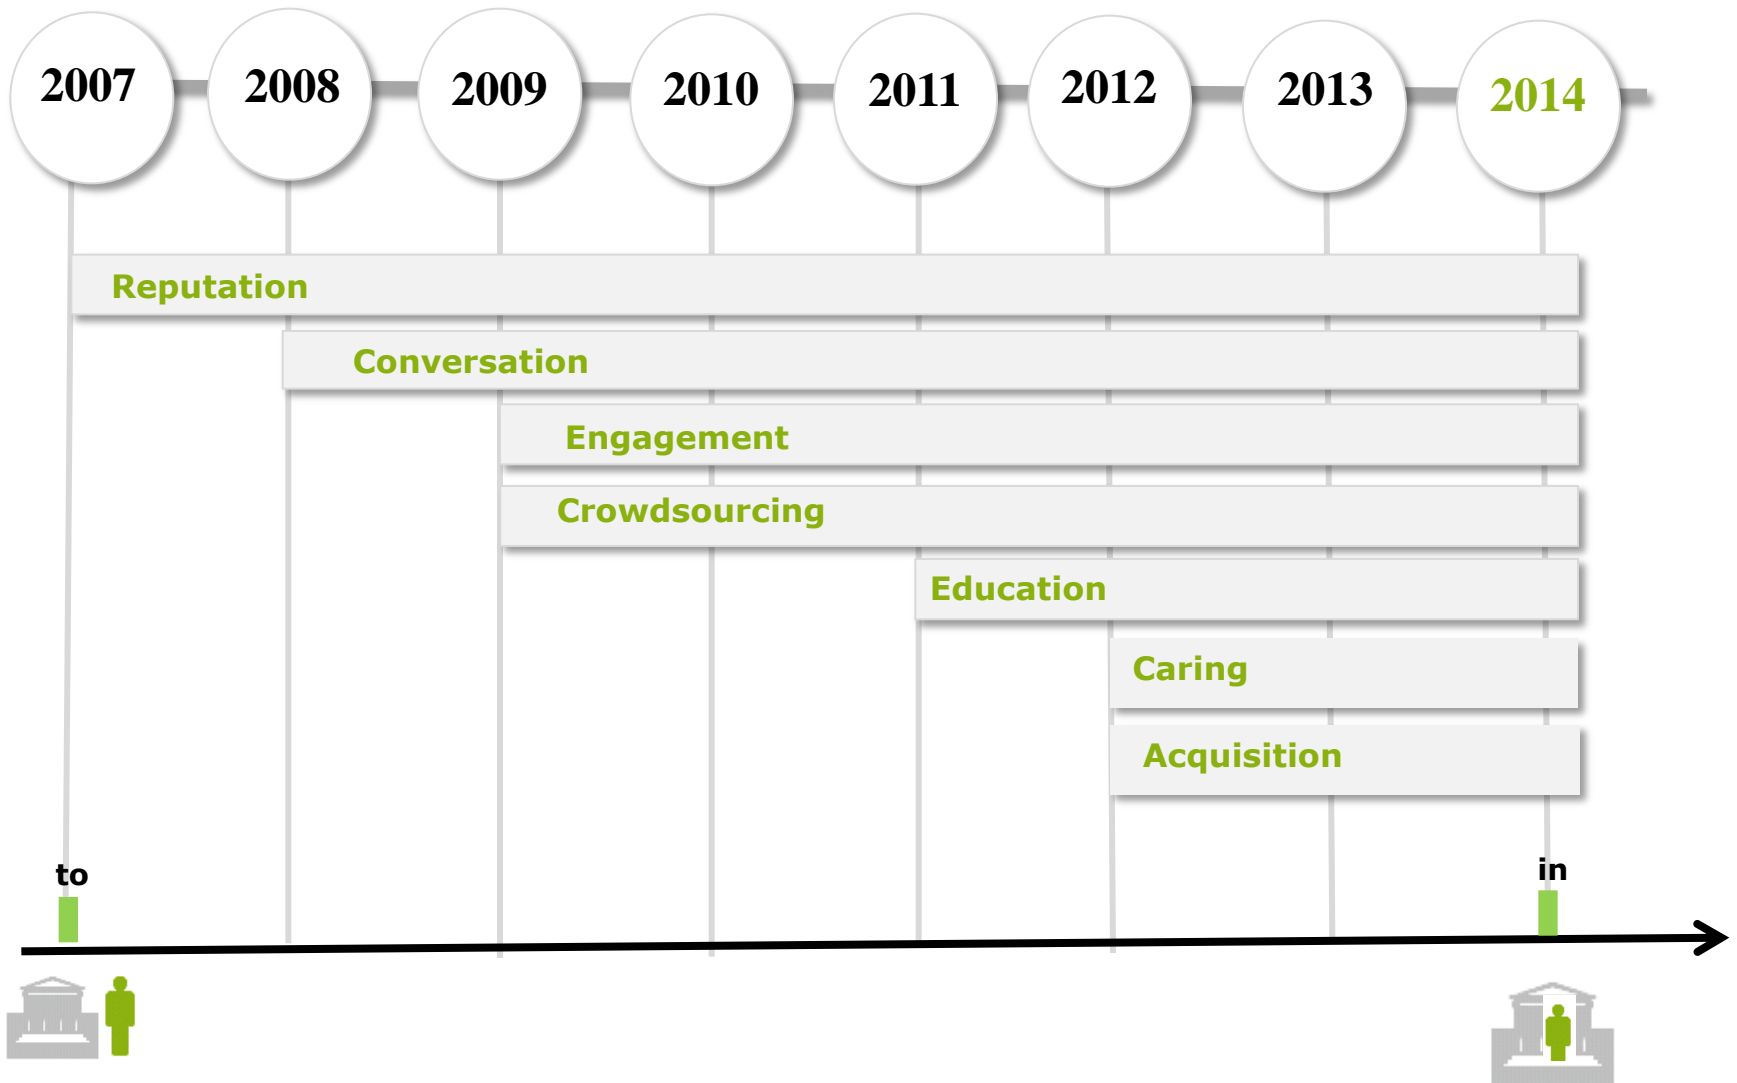 2007
2008
2009
2010
2011
2012
2013
2014
Reputation
Conversation
Engagement
Crowdsourcing
Education
Caring
Acquisition
to
in